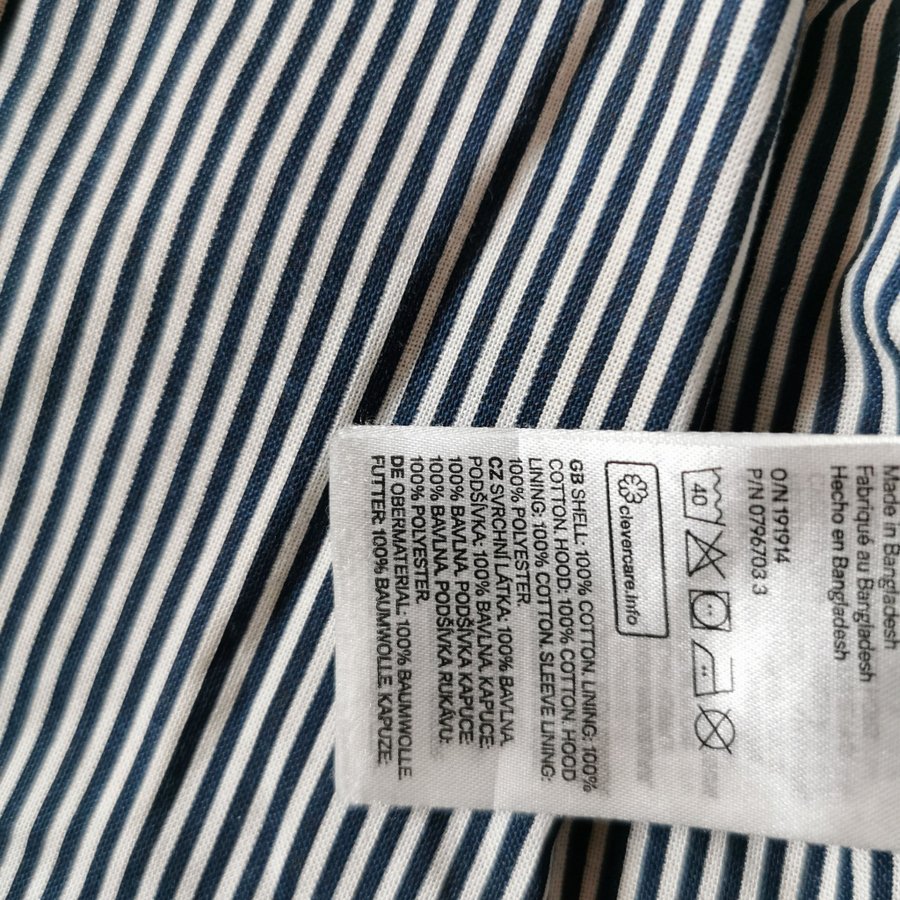 Made in Bangladesh
Fabriqué au Bangladesh
Hecho en Bangladesh
O/N 191914
P/N 0796703 3
40
clevercare.info
GB SHELL: 100% COTTON. LINING: 100%
COTTON. HOOD: 100% COTTON. HOOD
LINING: 100% COTTON. SLEEVE LINING:
100% POLYESTER.
CZ SVRCHNÍ LÁTKA: 100% BAVLNA.
PODŠÍVKA: 100% BAVLNA. KAPUCE:
100% BAVLNA. PODŠÍVKA KAPUCE:
100% BAVLNA. PODŠÍVKA RUKÁVU:
100% POLYESTER.
DE OBERMATERIAL: 100% BAUMWOLLE.
FUTTER: 100% BAUMWOLLE. KAPUZE: